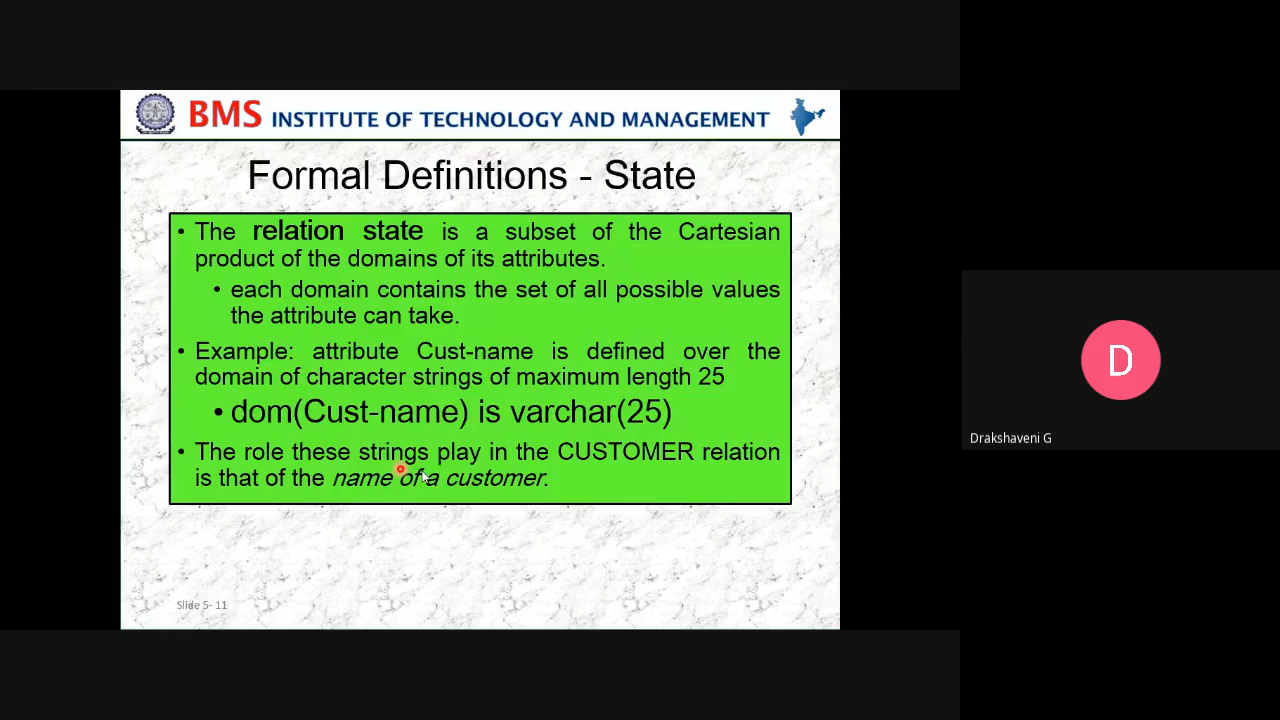 BMS INSTITUTE OF TECHNOLOGY AND MANAGEMENT
Formal Definitions - State
• The relation state is a subset of the Cartesian
product of the domains of its attributes.
• each domain contains the set of all possible values
the attribute can take.
• Example: attribute Cust-name is defined over the
domain of character strings of maximum length 25
• dom(Cust-name) is varchar(25)
• The role these strings play in the CUSTOMER relation
is that of the name of a customer.
Slide 5- 11
D
Drakshaveni G